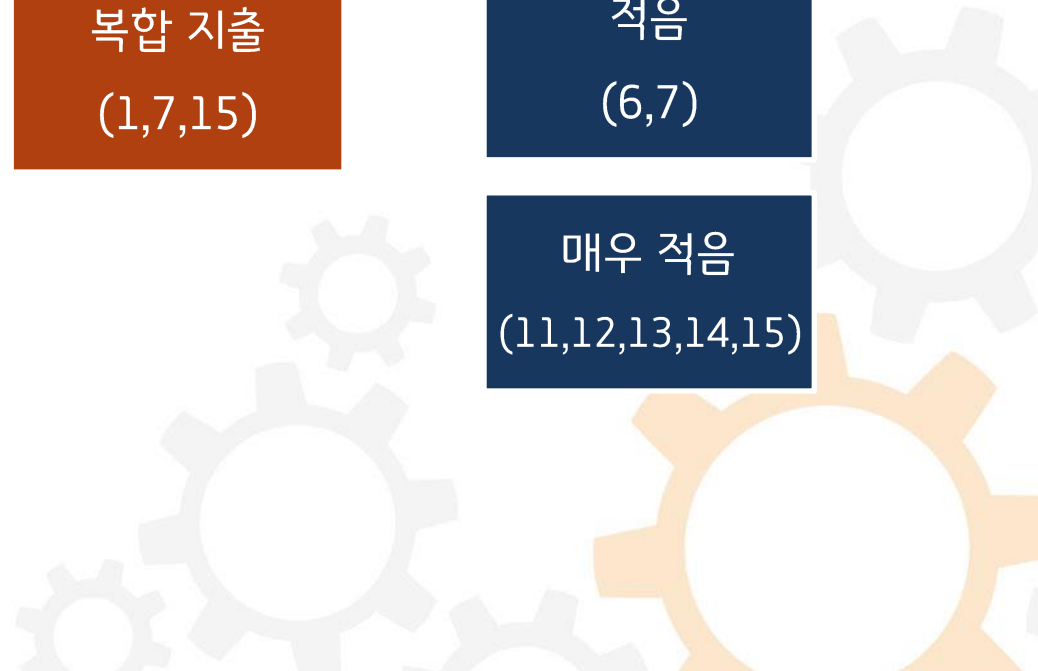 복합 지출
(1,7,15)
적음
(6,7)
매우 적음
(11,12,13,14,15)